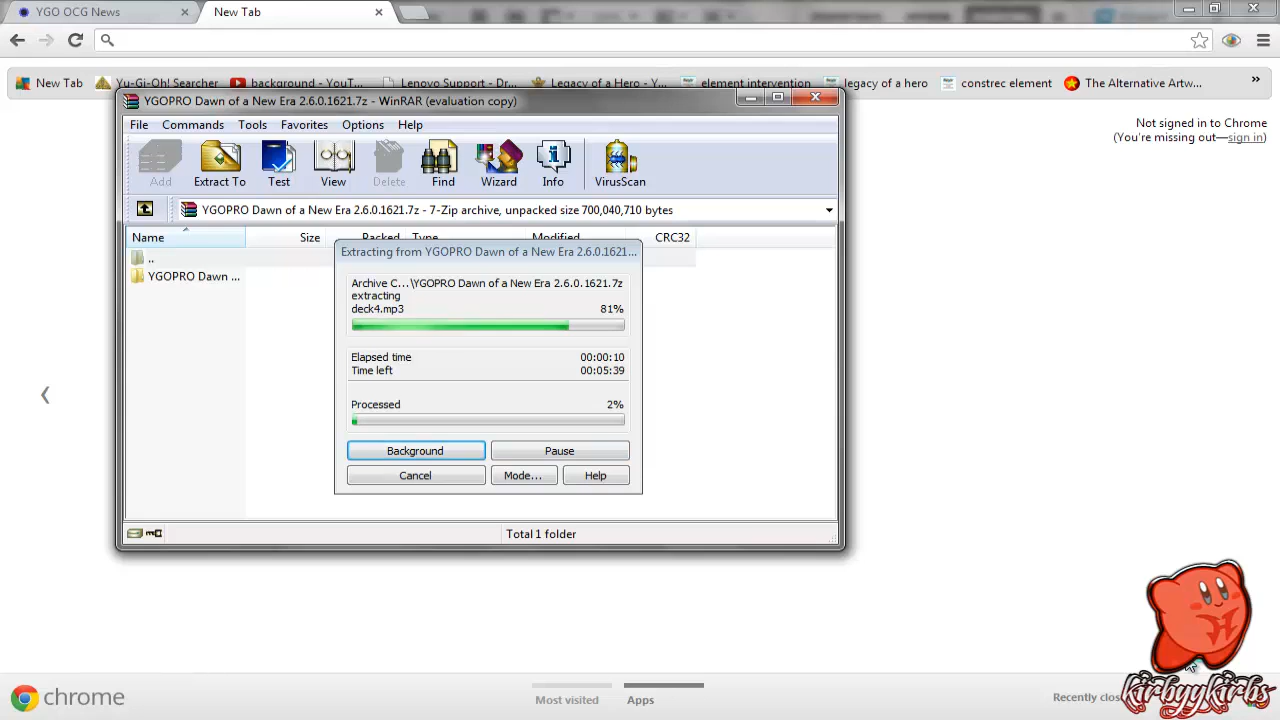 YGO OCG News
New Tab
New Tab
Yu-Gi-Oh! Searcher
background - YouT...
Lenovo Support - Dr...
Legacy of a Hero - Y...
element intervention
legacy of a hero
constrec element
The Alternative Artw...
»
YGOPRO Dawn of a New Era 2.6.0.1621.7z - WinRAR (evaluation copy)
Not signed in to Chrome
(You're missing out—sign in)
File Commands Tools Favorites Options Help
Add Extract To Test View Delete Find Wizard Info VirusScan
YGOPRO Dawn of a New Era 2.6.0.1621.7z - 7-Zip archive, unpacked size 700,040,710 bytes
Name Size Packed Type Modified CRC32
..
YGOPRO Dawn ...
Extracting from YGOPRO Dawn of a New Era 2.6.0.1621...
Archive C...\YGOPRO Dawn of a New Era 2.6.0.1621.7z
extracting
deck4.mp3 81%
Elapsed time 00:00:10
Time left 00:05:39
Processed 2%
Background Pause
Cancel Mode... Help
Total 1 folder
chrome
Most visited
Apps
Recently clos
kirbyykirbs